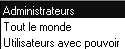 Administrateurs
Tout le monde
Utilisateurs avec pouvoir